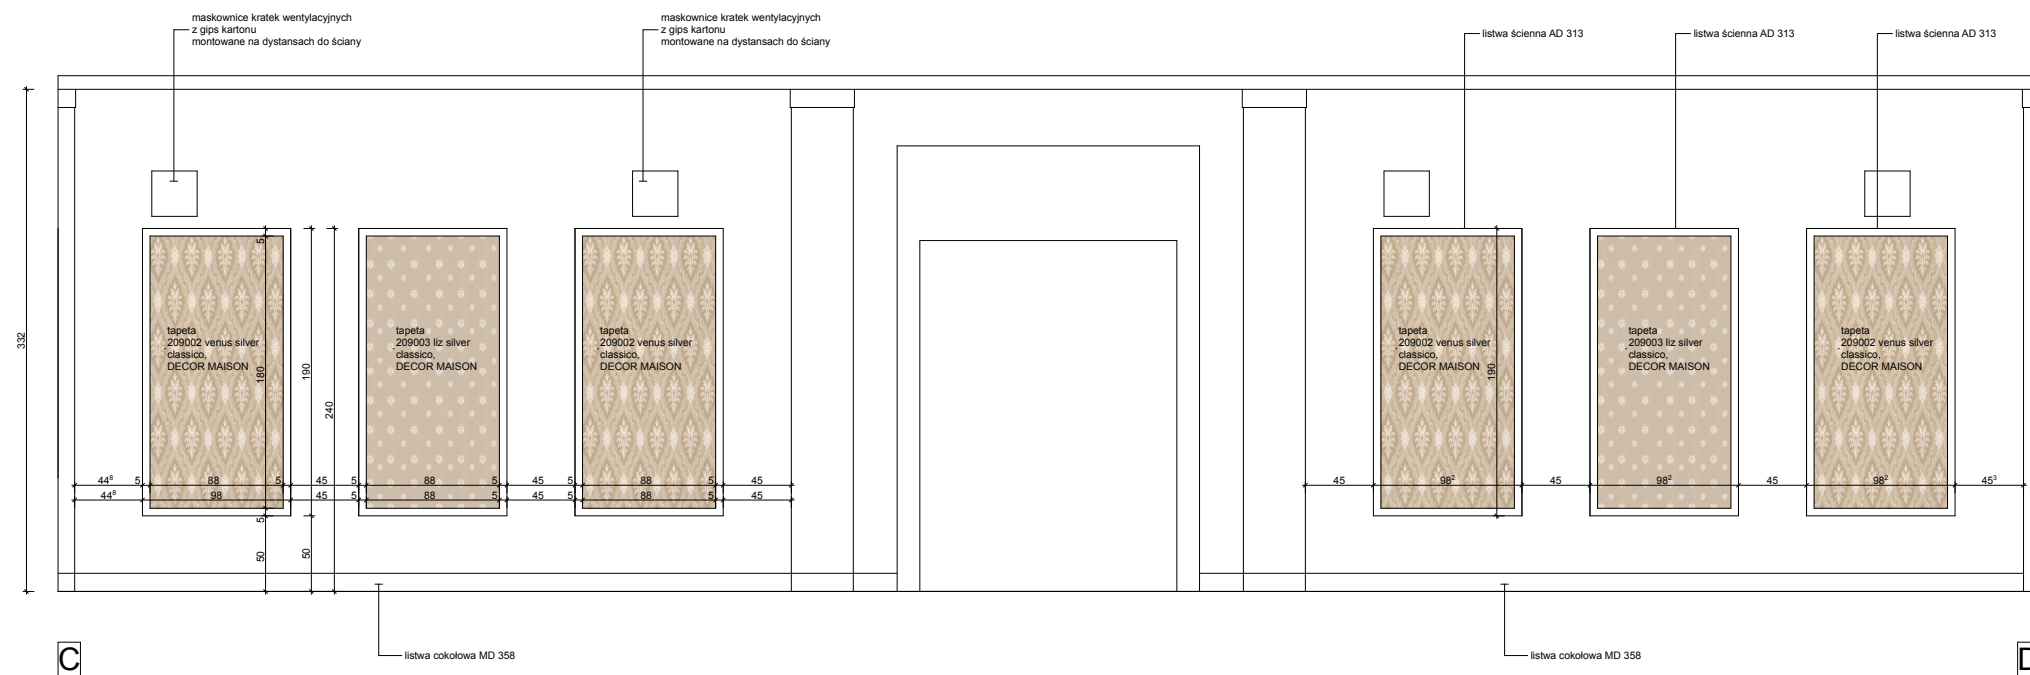 maskownice kratek wentylacyjnych
z gips kartonu
montowane na dystansach do ściany
maskownice kratek wentylacyjnych
z gips kartonu
montowane na dystansach do ściany
listwa ścienna AD 313
listwa ścienna AD 313
listwa ścienna AD 313
332
5
180
5
50
190
50
240
tapeta
209002 venus silver
classico,
DECOR MAISON
tapeta
209003 liz silver
classico,
DECOR MAISON
tapeta
209002 venus silver
classico,
DECOR MAISON
tapeta
209002 venus silver
classico,
DECOR MAISON
190
tapeta
209003 liz silver
classico,
DECOR MAISON
tapeta
209002 venus silver
classico,
DECOR MAISON
44⁸ 5 88 5 45 5 88 5 45 5 88 5 45
44⁸ 98 45 5 88 5 45 5 88 5 45
45 98² 45 98² 45 98² 45³
listwa cokołowa MD 358
listwa cokołowa MD 358
C